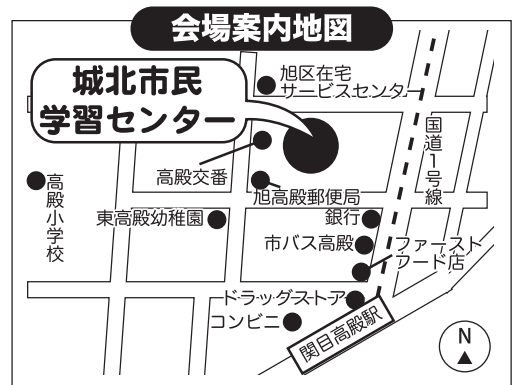 会場案内地図
城北市民
学習センター
旭区在宅
サービスセンター
国道1号線
高殿交番
旭高殿郵便局
高殿小学校
東高殿幼稚園
銀行
市バス高殿
ファースト
フード店
ドラッグストア
コンビニ
関目高殿駅
N